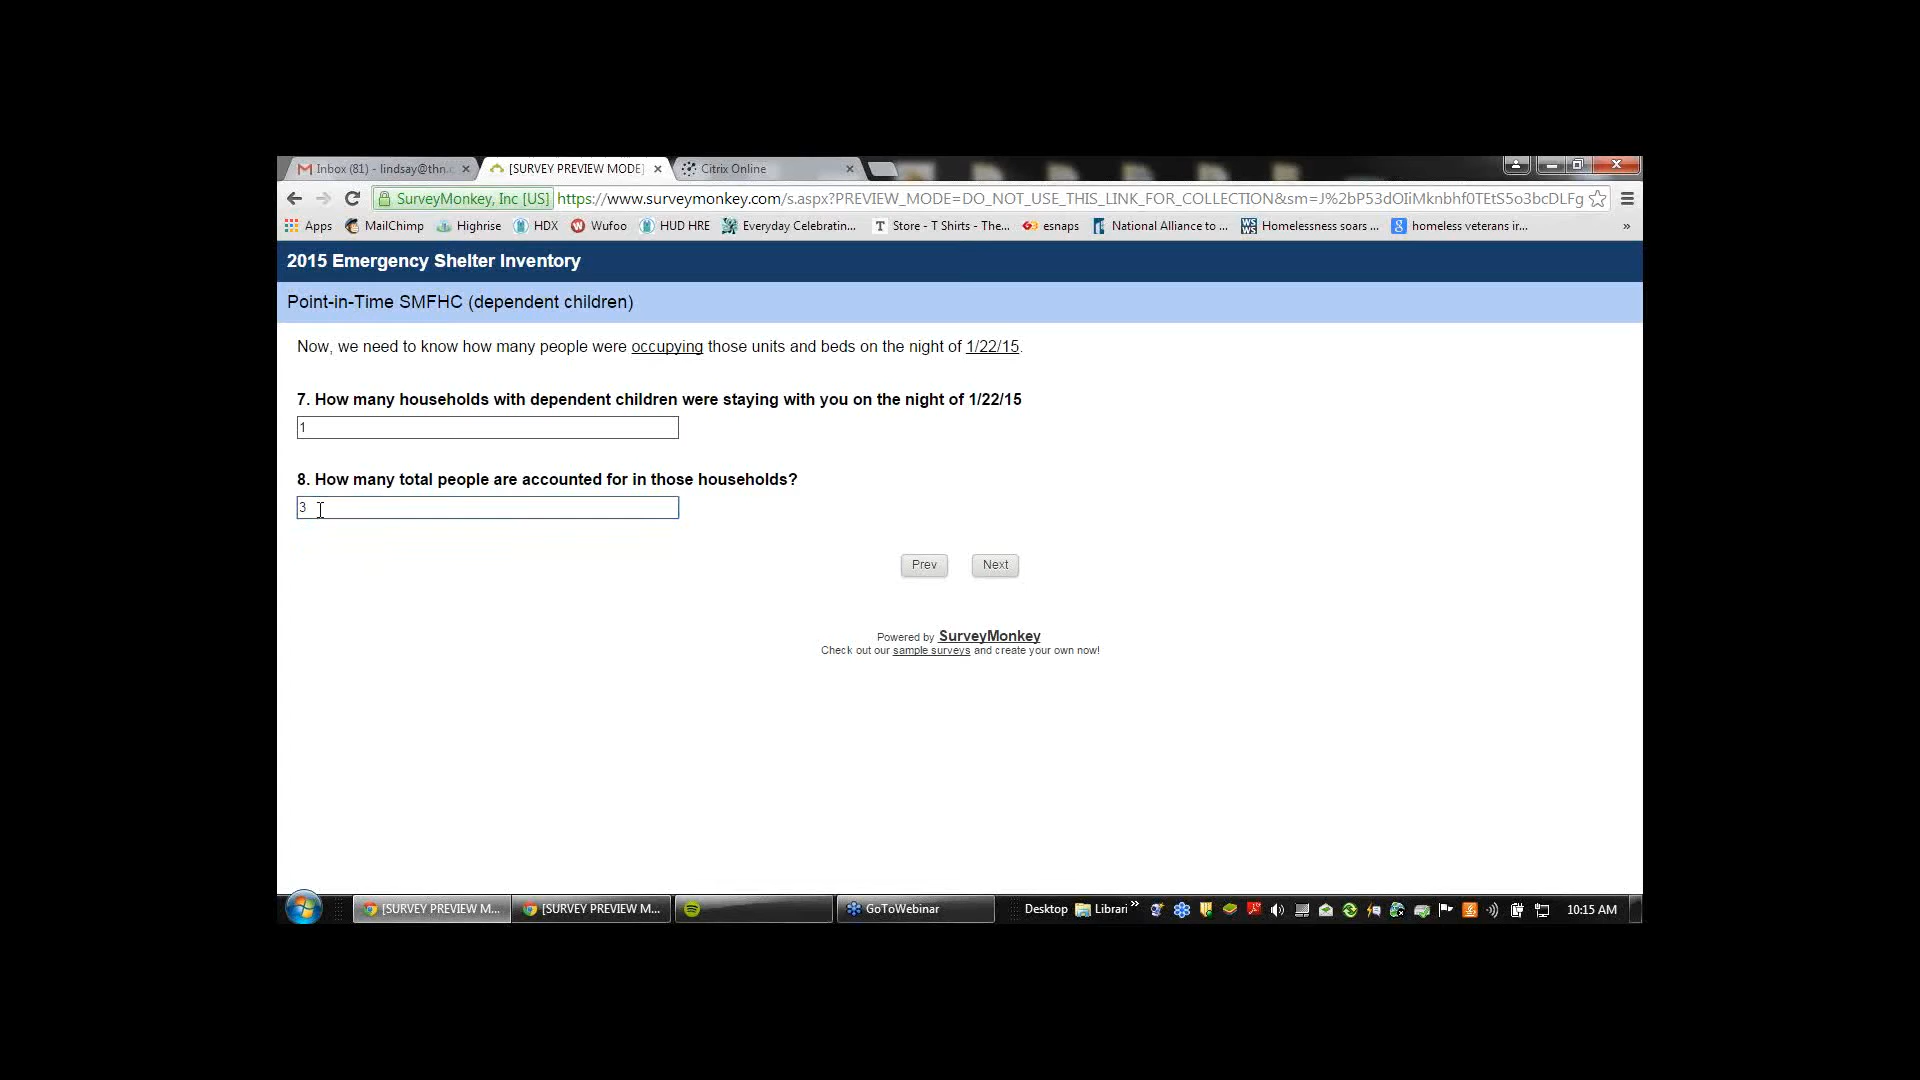 Inbox (81) - lindsay@thn.c
[SURVEY PREVIEW MODE]
Citrix Online
SurveyMonkey, Inc [US]
https://www.surveymonkey.com/s.aspx?PREVIEW_MODE=DO_NOT_USE_THIS_LINK_FOR_COLLECTION&sm=J%2bP53dOIiMknbhf0TEtS5o3bcDLFg
Apps MailChimp Highrise HDX Wufoo HUD HRE Everyday Celebratin... Store - T Shirts - The... esnaps National Alliance to ... Homelessness soars ... homeless veterans ir... »
2015 Emergency Shelter Inventory
Point-in-Time SMFHC (dependent children)
Now, we need to know how many people were occupying those units and beds on the night of 1/22/15.
7. How many households with dependent children were staying with you on the night of 1/22/15
1
8. How many total people are accounted for in those households?
3
Prev Next
Powered by SurveyMonkey
Check out our sample surveys and create your own now!
[SURVEY PREVIEW M... [SURVEY PREVIEW M... GoToWebinar Desktop Librari » 10:15 AM